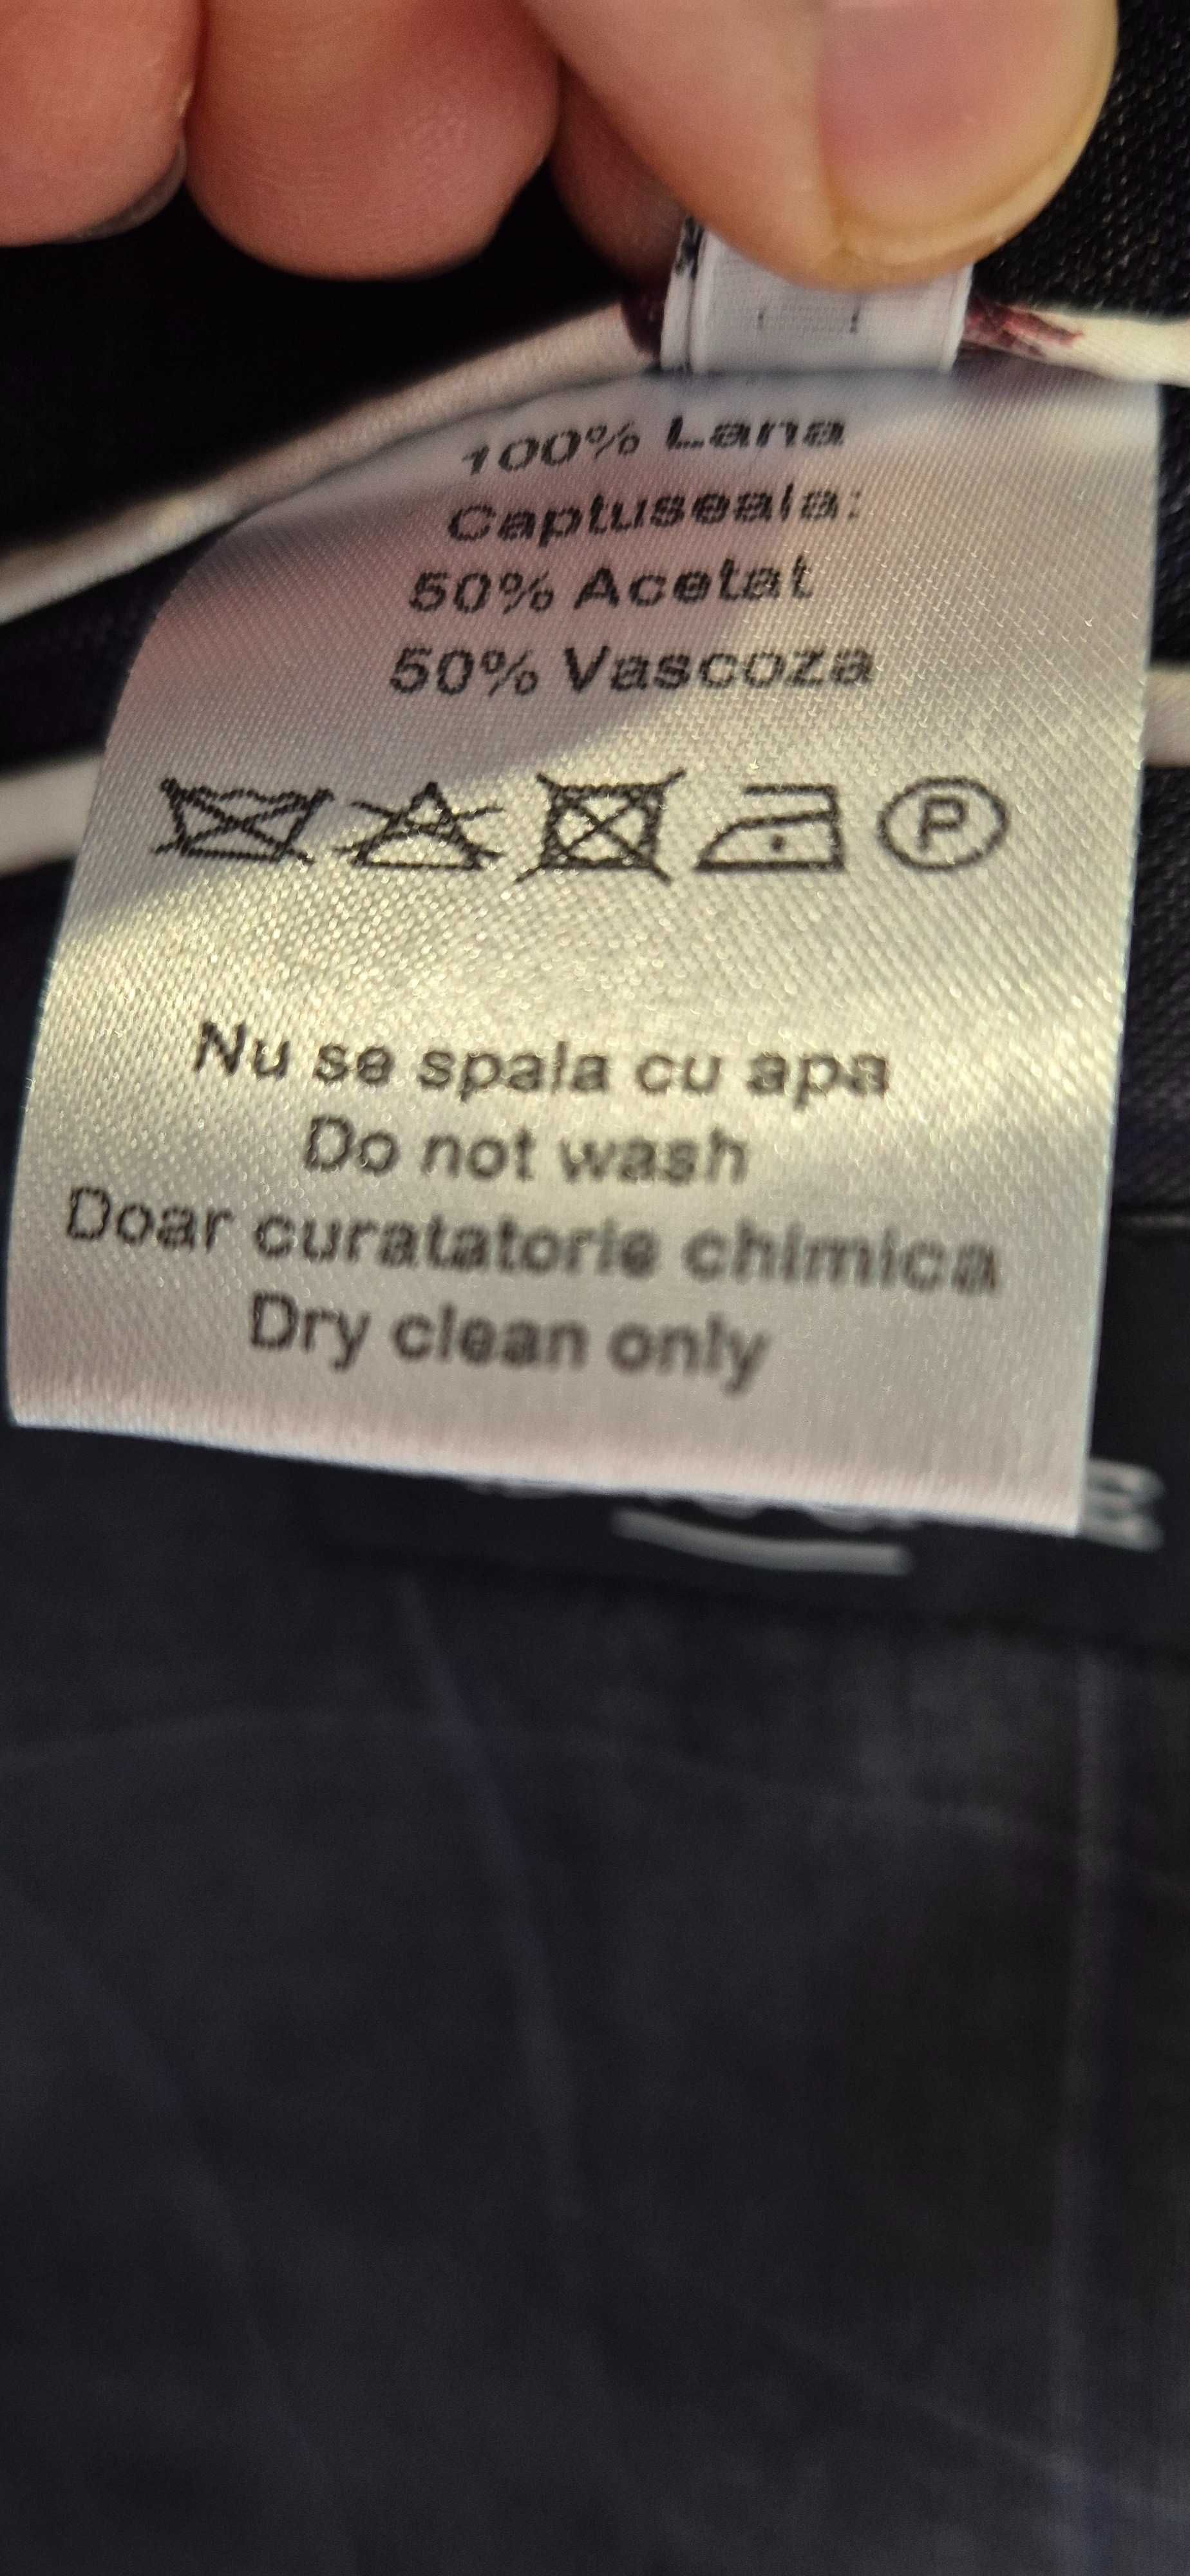 100% Lana
Captuseala:
50% Acetat
50% Vascoza
P
Nu se spala cu apa
Do not wash
Doar curatatorie chimica
Dry clean only